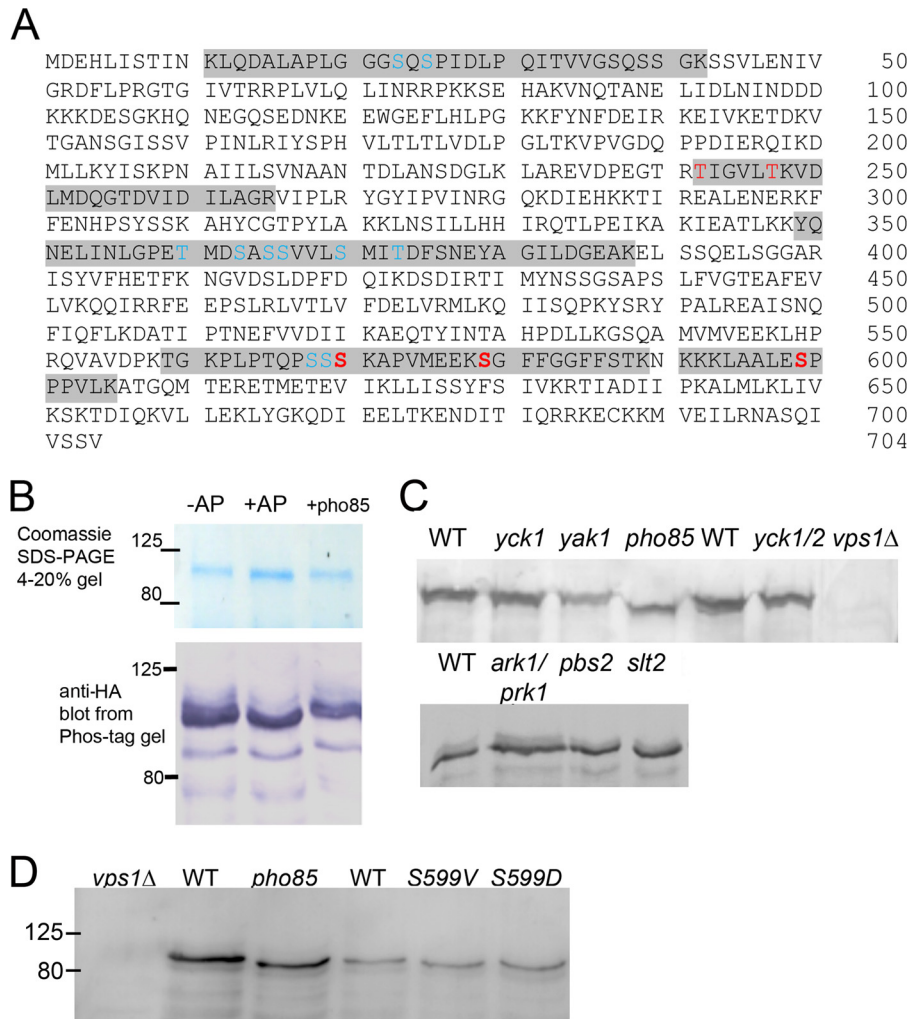 A
MDEHLISTIN KLQDALAPLG GGSQSPIDLP QITVVGSQSS GKSSVLENIV 50
GRDFLPRGTG IVTRRPLVLQ LINRRPKKSE HAKVNQTANE LIDLNINDDD 100
KKKDESGKHQ NEGQSEDNKE EWGEFLHLPG KKFYNFDEIR KEIVKETDKV 150
TGANSGISSV PINLRIYSPH VLTLTLVDLP GLTKVPVGDQ PPDIERQIKD 200
MLLKYISKPN AIILSVNAAN TDLANSDGLK LAREVDPEGT RTIGVLTKVD 250
LMDQGTDVID ILAGRVIPLR YGYIPVINRG QKDIEHKKTI REALENERKF 300
FENHPSYSSK AHYCGTPYLA KKLNSILLHH IRQTLPEIKA KIEATLKKYQ 350
NELINLGPET MDSASSVVLS MITDFSNEYA GILDGEAKEL SSQELSGGAR 400
ISYVFHETFK NGVDSLDPFD QIKDSDIRTI MYNSSGSAPS LFVGTEAFEV 450
LVKQQIRRFE EPSLRLVTLV FDELVRMLKQ IISQPKYSRY PALREAISNQ 500
FIQFLKDATI PTNEFVVDII KAEQTYINTA HPDLLKGSQA MVMVEEKLHP 550
RQVAVDPKTG KPLPTQPSSS KAPVMEEKSG FFGGFFSTKN KKKLAALESP 600
PPVLKATGQM TERETMETEV IKLLISSYFS IVKRTIADII PKALMLKLIV 650
KSKTDIQKVL LEKLYGKQDI EELTKENDIT IQRRKECKKM VEILRNASQI 700
VSSV 704
B
-AP +AP +pho85
Coomassie
SDS-PAGE
4-20% gel
125
80
anti-HA
blot from
Phos-tag gel
125
80
C
WT yck1 yak1 pho85 WT yck1/2 vps1Δ
WT ark1/ pbs2 slt2
prk1
D
vps1Δ WT pho85 WT S599V S599D
125
80